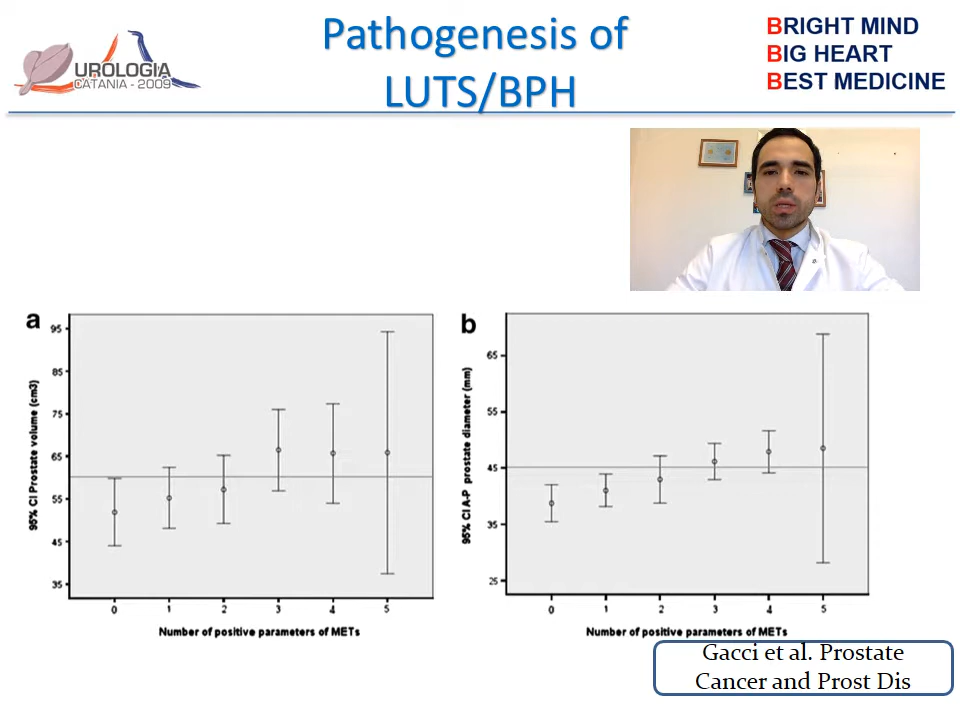 Pathogenesis of
LUTS/BPH
UROLOGIA
CATANIA - 2009
BRIGHT MIND
BIG HEART
BEST MEDICINE
a
95
85
75
65
55
45
35
95% CI Prostate volume (cm3)
0 1 2 3 4 5
Number of positive parameters of METs
b
65
55
45
35
25
95% CI A-P prostate diameter (mm)
0 1 2 3 4 5
Number of positive parameters of METs
Gacci et al. Prostate
Cancer and Prost Dis